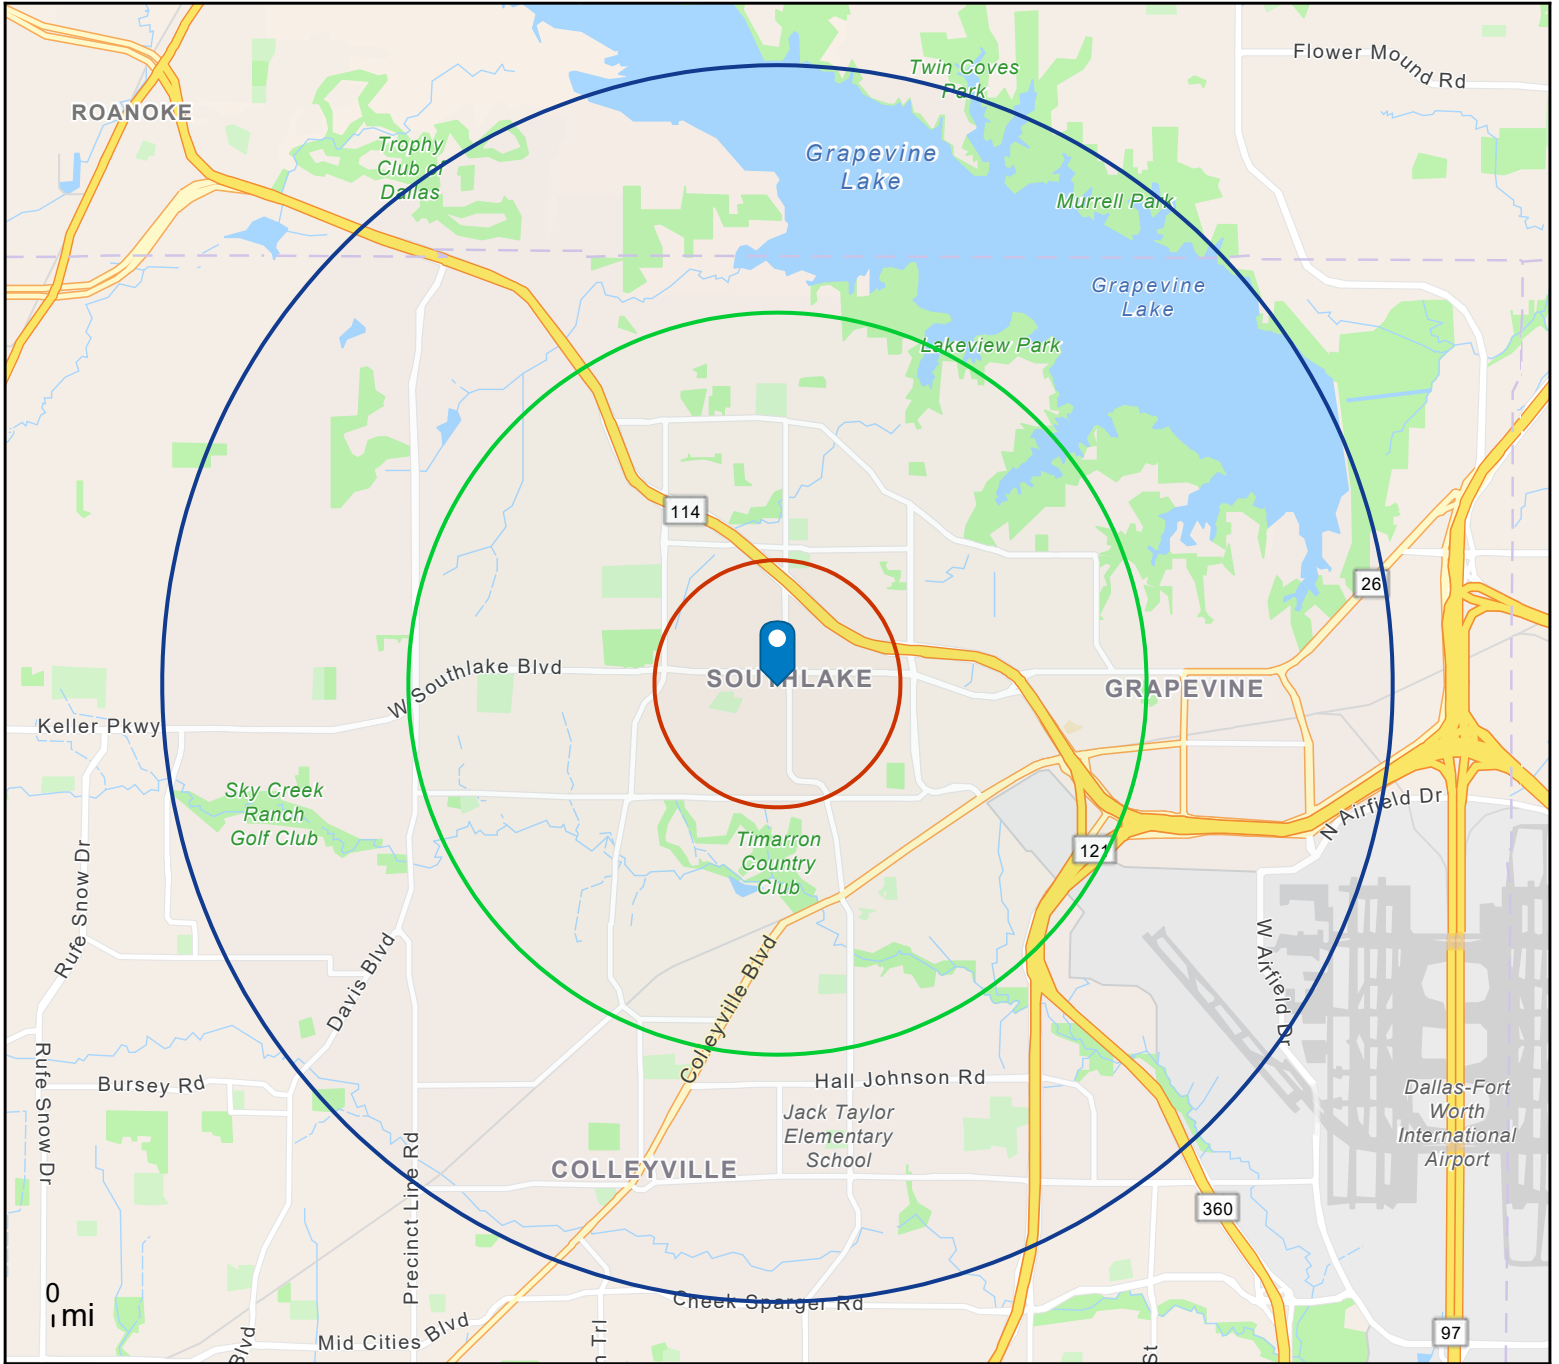 Flower Mound Rd
Twin Coves
Park
ROANOKE
Trophy
Club of
Dallas
Grapevine
Lake
Murrell Park
Grapevine
Lake
Lakeview Park
114
26
W Southlake Blvd
SOUTHLAKE
GRAPEVINE
Keller Pkwy
Sky Creek
Ranch
Golf Club
N Airfield Dr
Timarron
Country
Club
121
Rufe Snow Dr
Davis Blvd
Colleyville Blvd
W Airfield Dr
Rufe Snow Dr
Bursey Rd
Hall Johnson Rd
Jack Taylor
Elementary
School
Dallas-Fort
Worth
International
Airport
COLLEYVILLE
Precinct Line Rd
360
0
mi
Cheek Sparger Rd
Mid Cities Blvd
Blvd
n Trl
St
97